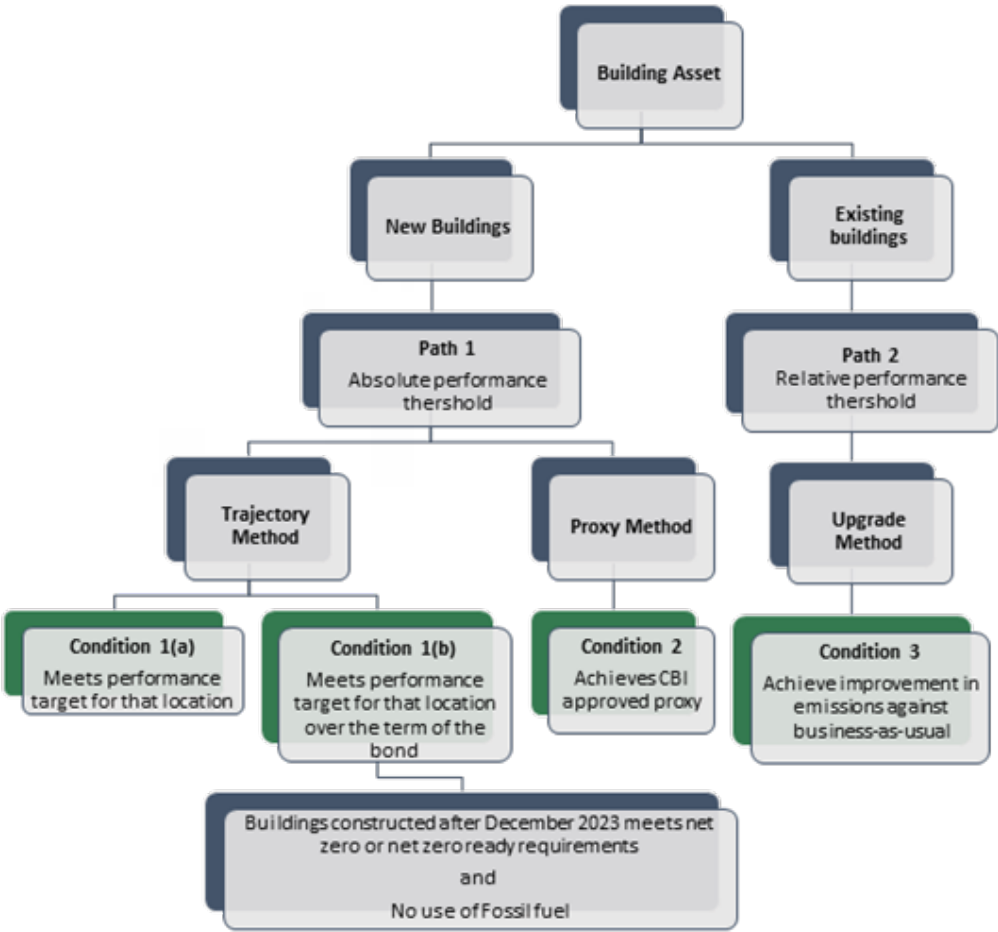 Building Asset
New Buildings
Existing
buildings
Path 1
Absolute performance
thershold
Path 2
Relative performance
thershold
Trajectory
Method
Proxy Method
Upgrade
Method
Condition 1(a)
Meets performance
target for that location
Condition 1(b)
Meets performance
target for that location
over the term of the
bond
Condition 2
Achieves CBI
approved proxy
Condition 3
Achieve improvement in
emissions against
business-as-usual
Buildings constructed after December 2023 meets net
zero or net zero ready requirements
and
No use of Fossil fuel